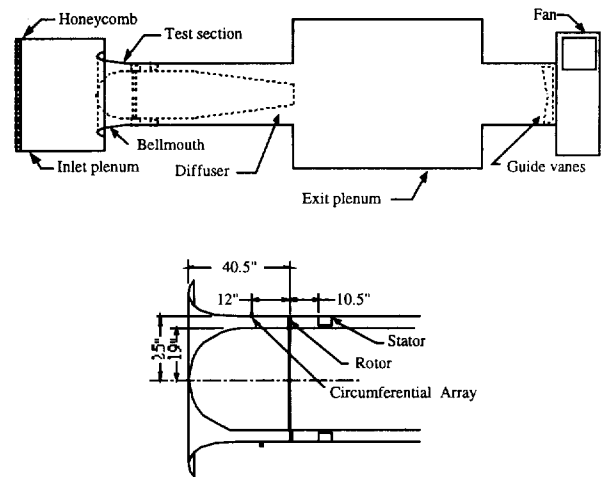 Honeycomb
Fan
Test section
Bellmouth
Inlet plenum
Diffuser
Guide vanes
Exit plenum
40.5"
12"
10.5"
25"
19"
Stator
Rotor
Circumferential Array